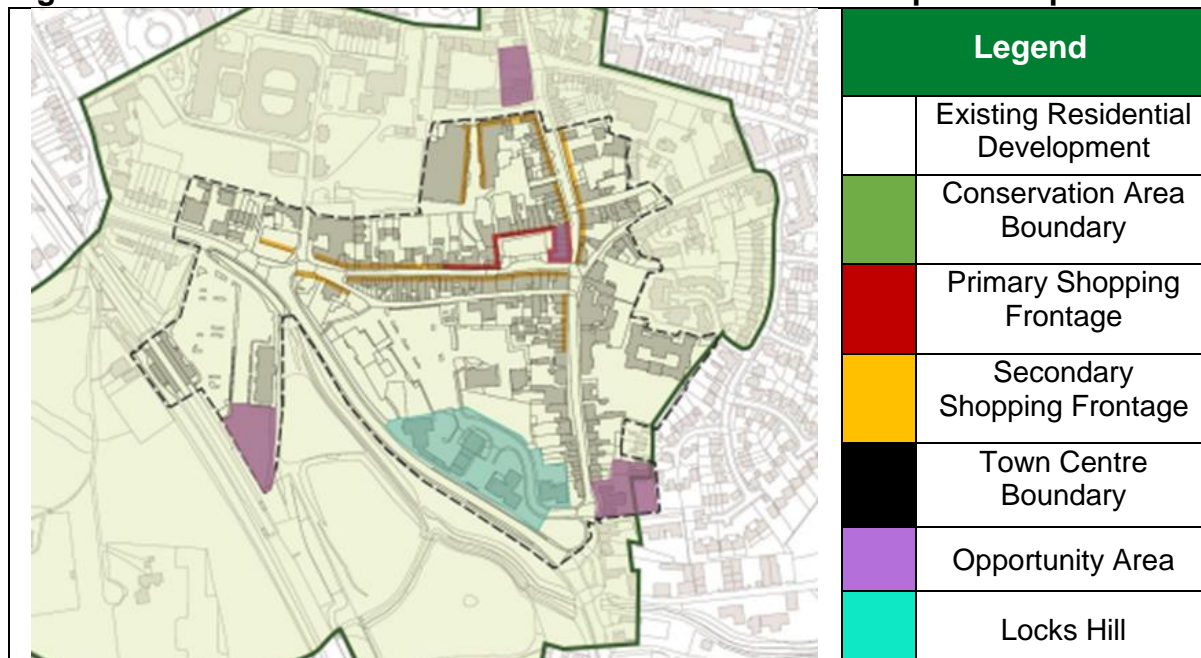 Legend
Existing Residential
Development
Conservation Area
Boundary
Primary Shopping
Frontage
Secondary
Shopping Frontage
Town Centre
Boundary
Opportunity Area
Locks Hill